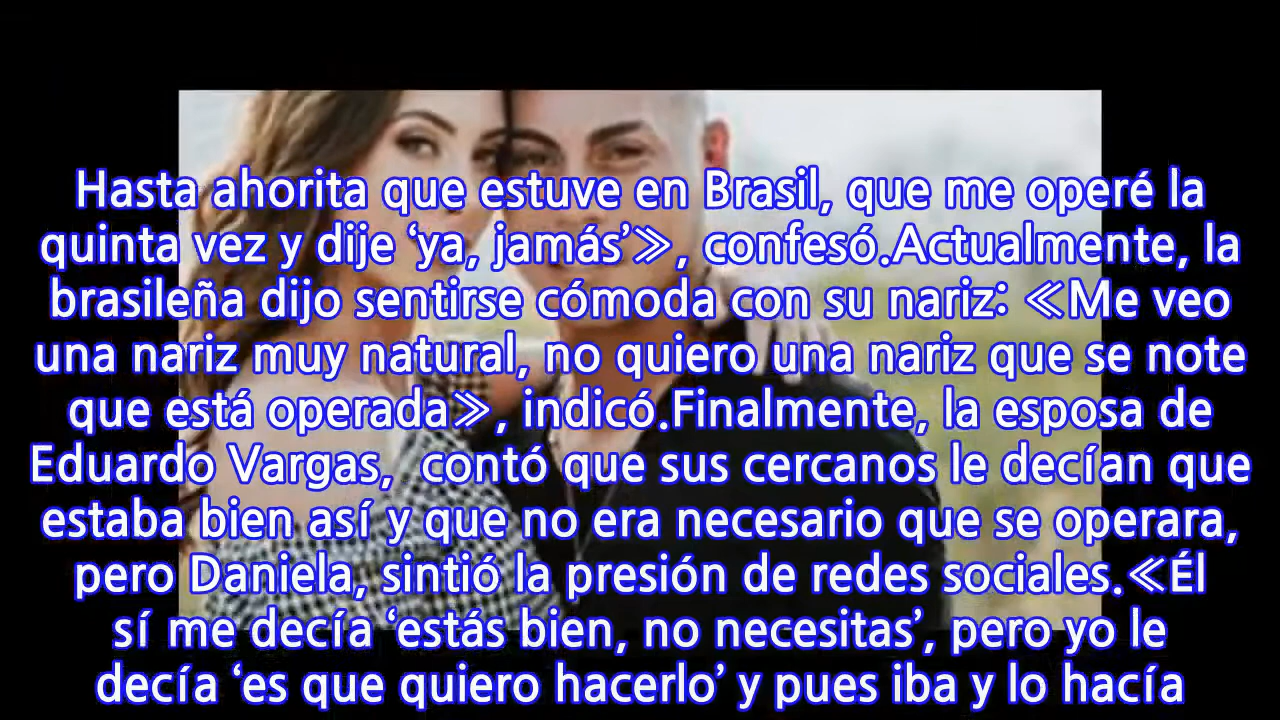 Hasta ahorita que estuve en Brasil, que me operé la
quinta vez y dije ‘ya, jamás’≫, confesó.Actualmente, la
brasileña dijo sentirse cómoda con su nariz: ≪Me veo
una nariz muy natural, no quiero una nariz que se note
que está operada≫, indicó.Finalmente, la esposa de
Eduardo Vargas,  contó que sus cercanos le decían que
estaba bien así y que no era necesario que se operara,
pero Daniela, sintió la presión de redes sociales.≪Él
sí me decía ‘estás bien, no necesitas’, pero yo le
decía ‘es que quiero hacerlo’ y pues iba y lo hacía